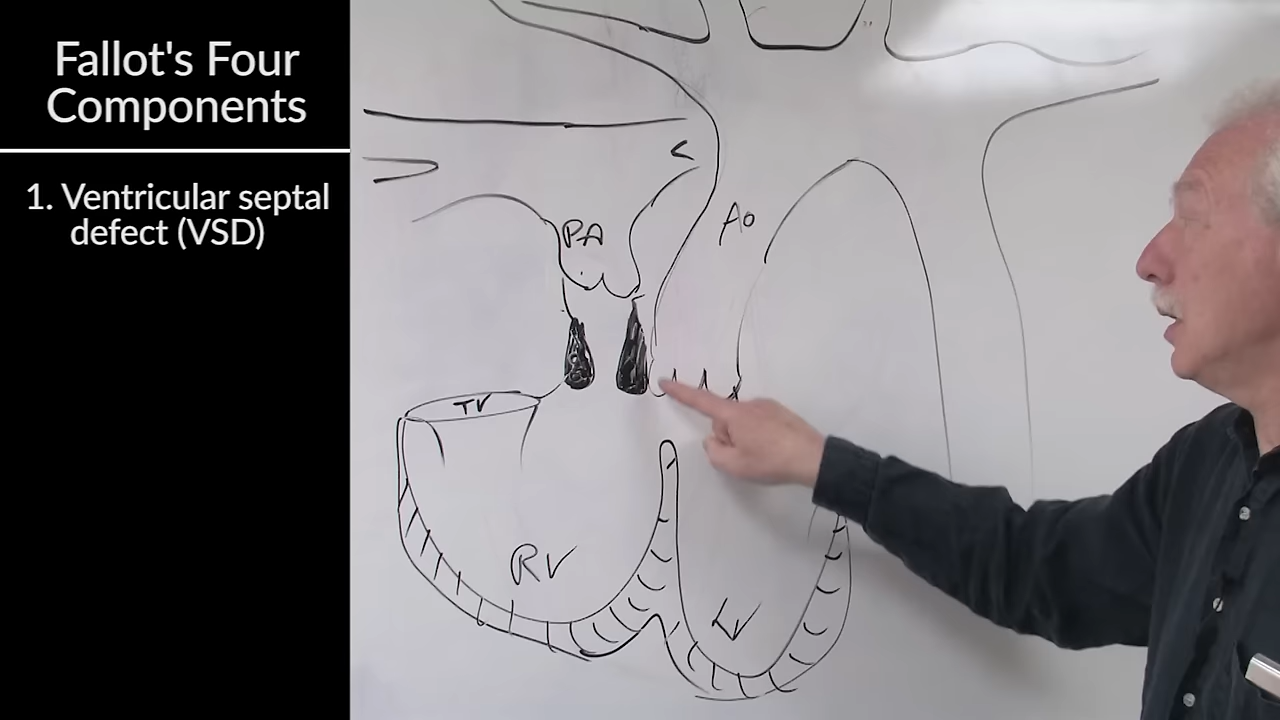 Fallot's Four
Components
1. Ventricular septal
defect (VSD)
PA
Ao
TV
RV
LV